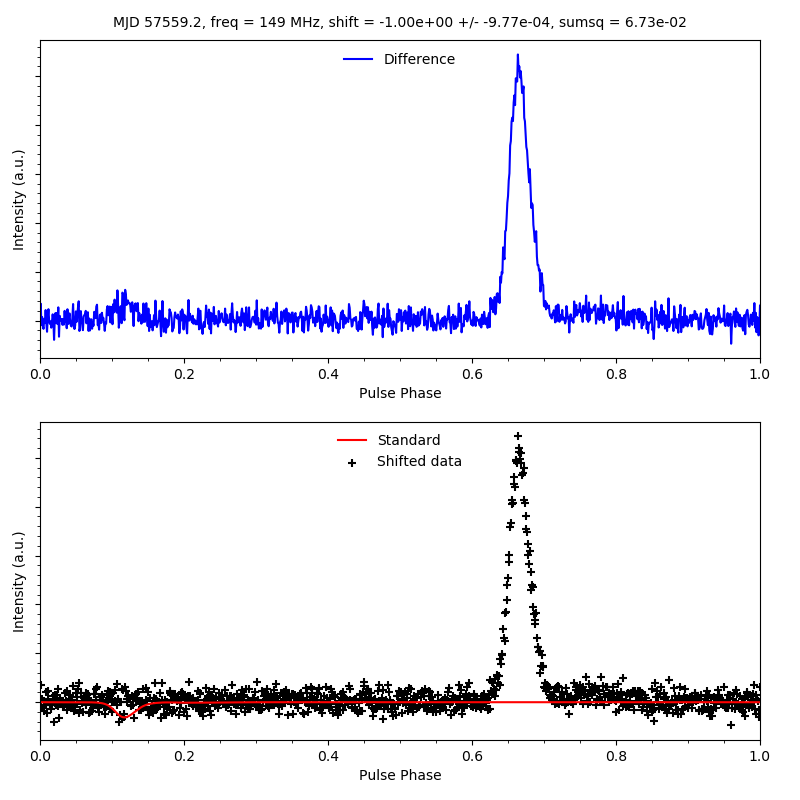 MJD 57559.2, freq = 149 MHz, shift = -1.00e+00 +/- -9.77e-04, sumsq = 6.73e-02
Difference
Intensity (a.u.)
0.0 0.2 0.4 0.6 0.8 1.0
Pulse Phase
Standard
Shifted data
Intensity (a.u.)
0.0 0.2 0.4 0.6 0.8 1.0
Pulse Phase